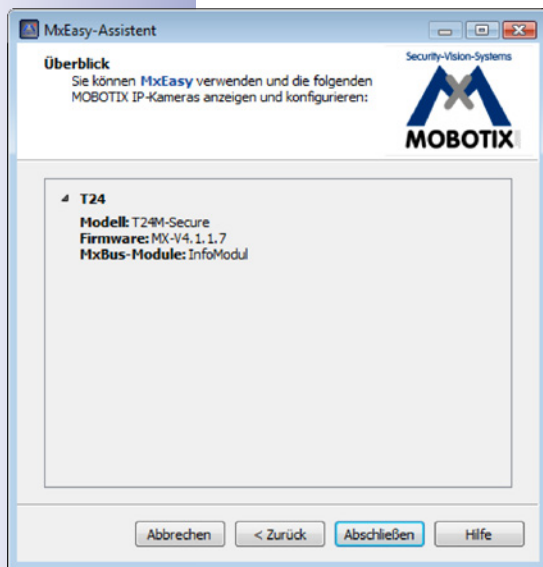 MxEasy-Assistent
Überblick
Sie können MxEasy verwenden und die folgenden
MOBOTIX IP-Kameras anzeigen und konfigurieren:
Security-Vision-Systems
MOBOTIX
T24
Modell: T24M-Secure
Firmware: MX-V4.1.1.7
MxBus-Module: InfoModul
Abbrechen
< Zurück
Abschließen
Hilfe